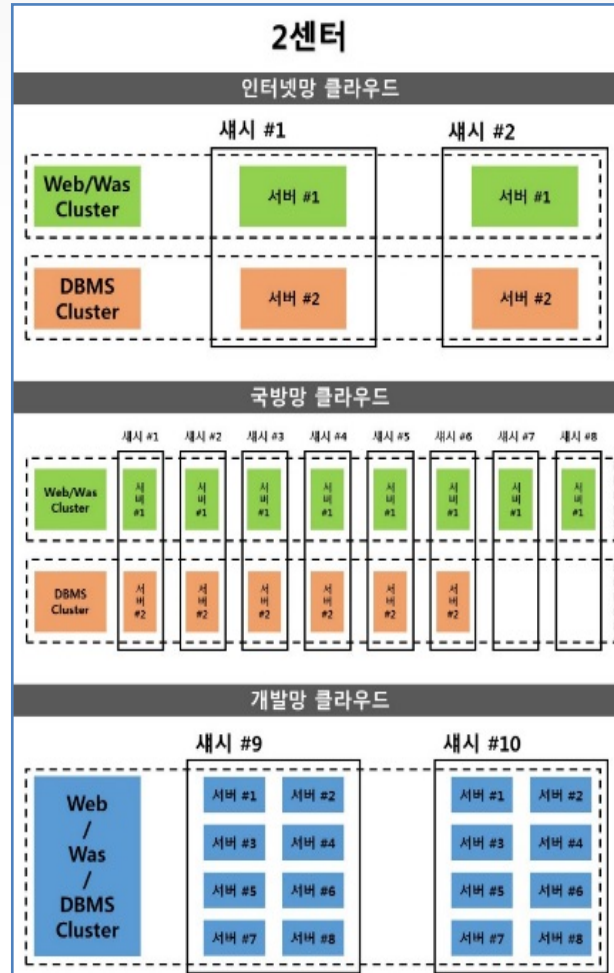 2센터
인터넷망 클라우드
섀시 #1 섀시 #2
Web/Was
Cluster
서버 #1 서버 #1
DBMS
Cluster
서버 #2 서버 #2
국방망 클라우드
섀시 #1 섀시 #2 섀시 #3 섀시 #4 섀시 #5 섀시 #6 섀시 #7 섀시 #8
Web/Was
Cluster
서버 #1 서버 #1 서버 #1 서버 #1 서버 #1 서버 #1 서버 #1 서버 #1
DBMS
Cluster
서버 #2 서버 #2 서버 #2 서버 #2 서버 #2 서버 #2
개발망 클라우드
섀시 #9 섀시 #10
Web
/
Was
/
DBMS
Cluster
서버 #1 서버 #2 서버 #1 서버 #2
서버 #3 서버 #4 서버 #3 서버 #4
서버 #5 서버 #6 서버 #5 서버 #6
서버 #7 서버 #8 서버 #7 서버 #8